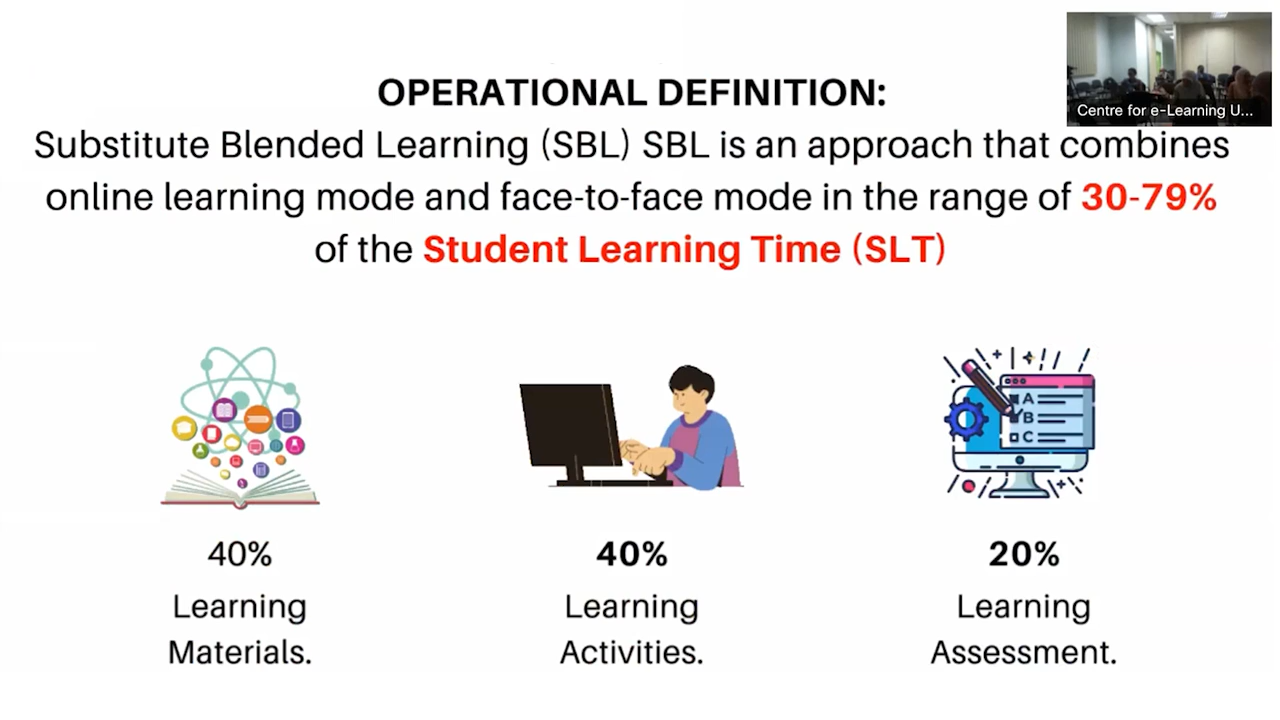 OPERATIONAL DEFINITION:
Centre for e-Learning U...
Substitute Blended Learning (SBL) SBL is an approach that combines
online learning mode and face-to-face mode in the range of 30-79%
of the Student Learning Time (SLT)
A
B
C
40%
Learning
Materials.
40%
Learning
Activities.
20%
Learning
Assessment.